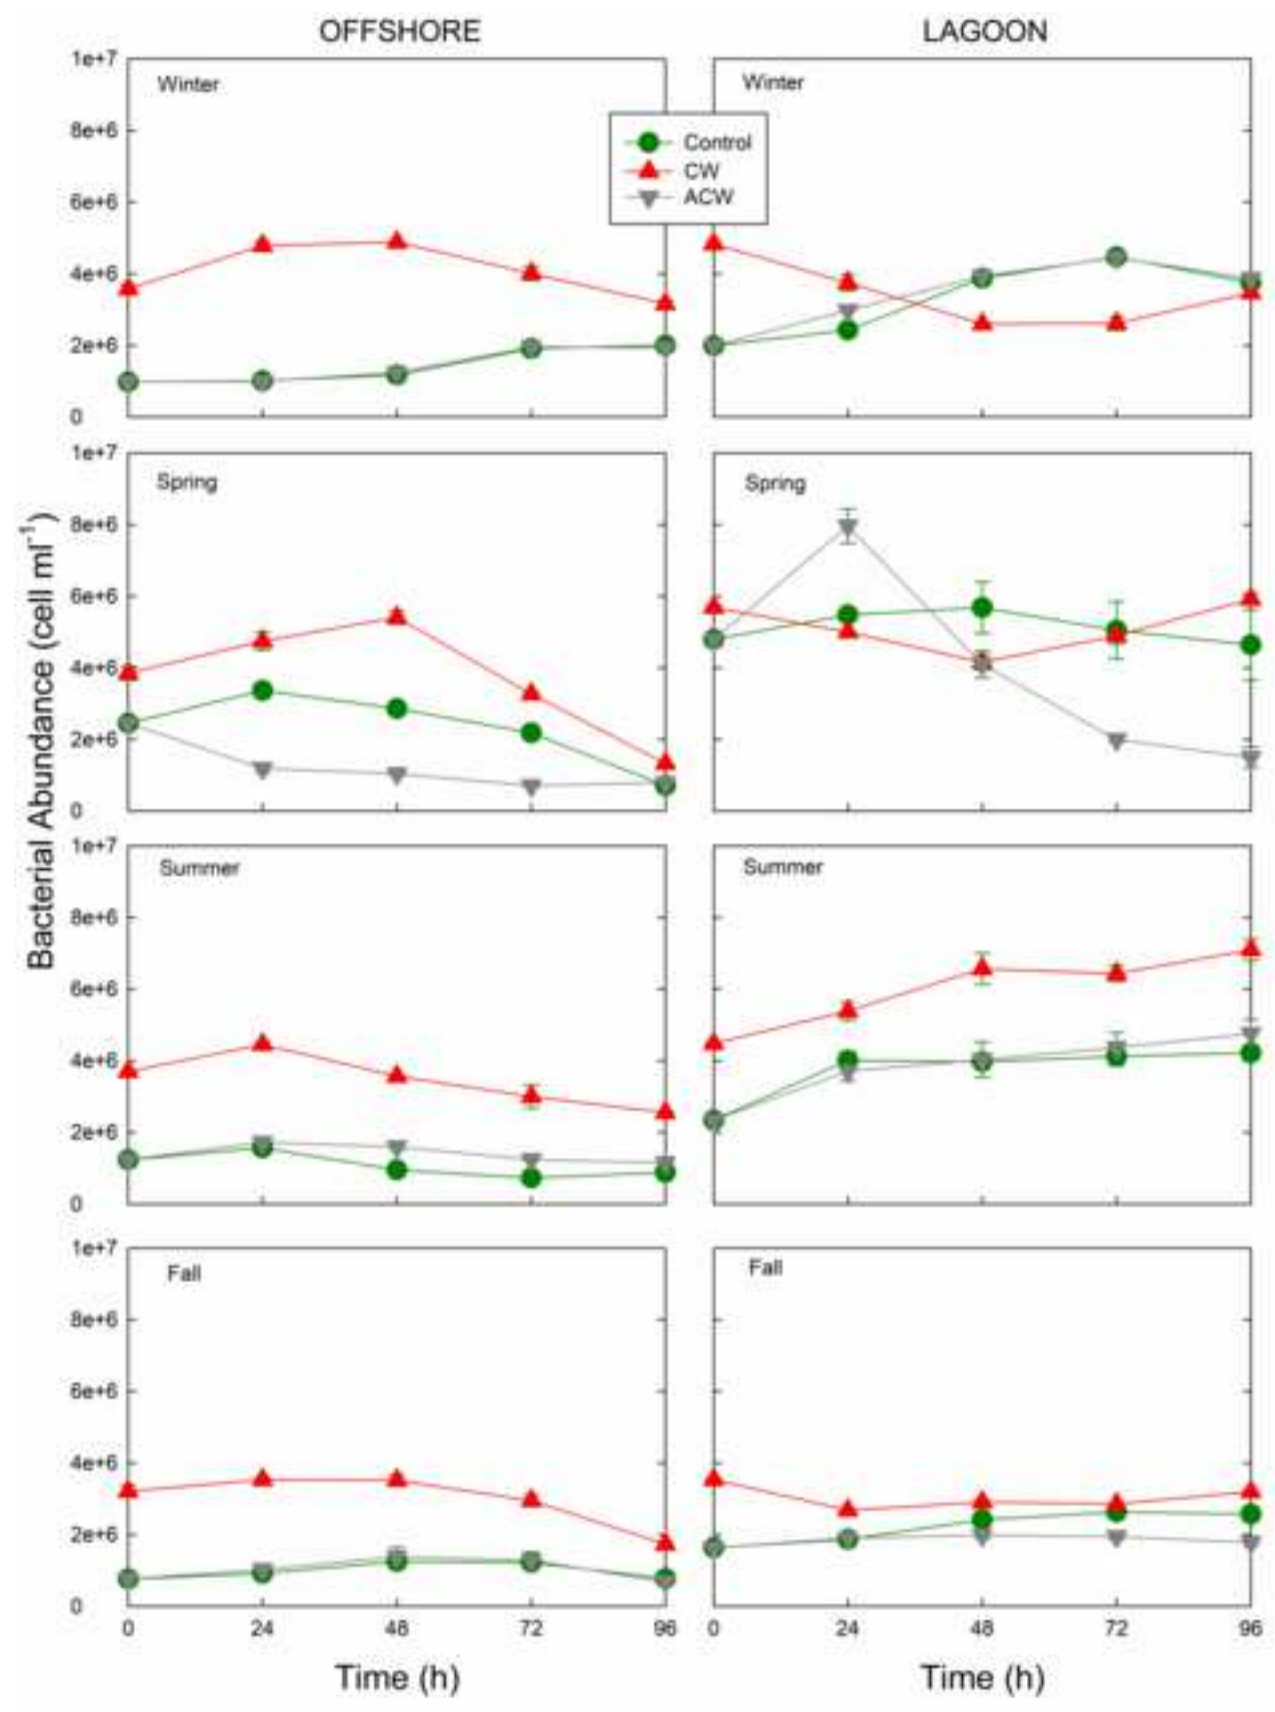 OFFSHORE
LAGOON
1e+7
8e+6
6e+6
4e+6
2e+6
0
Winter
Winter
Control
CW
ACW
1e+7
8e+6
6e+6
4e+6
2e+6
0
Spring
Spring
Bacterial Abundance (cell ml⁻¹)
1e+7
8e+6
6e+6
4e+6
2e+6
0
Summer
Summer
1e+7
8e+6
6e+6
4e+6
2e+6
0
Fall
Fall
0 24 48 72 96
0 24 48 72 96
Time (h)
Time (h)